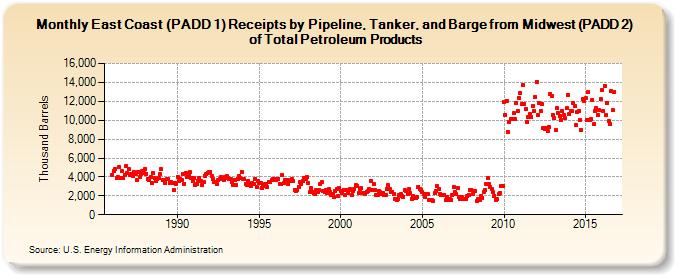 Monthly East Coast (PADD 1) Receipts by Pipeline, Tanker, and Barge from Midwest (PADD 2)
of Total Petroleum Products
Thousand Barrels
16,000
14,000
12,000
10,000
8,000
6,000
4,000
2,000
0
1990 1995 2000 2005 2010 2015
Source: U.S. Energy Information Administration